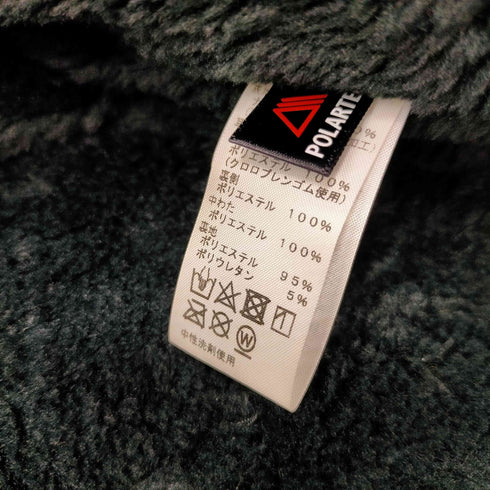 POLARTE
%
加工)
ポリエステル 100%
(クロロプレンゴム使用)
裏側
ポリエステル 100%
中わた
ポリエステル 100%
裏地
ポリエステル 95%
ポリウレタン 5%
W
中性洗剤使用